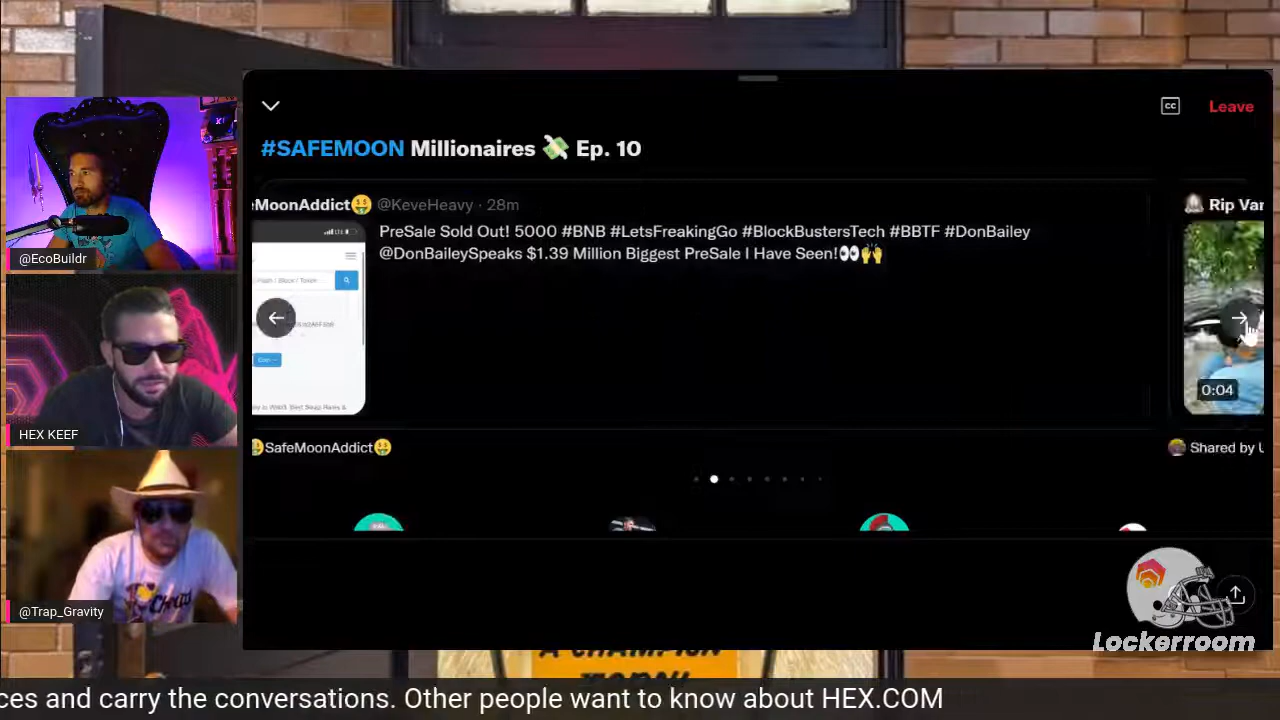 CC
Leave
#SAFEMOON Millionaires 💸 Ep. 10
eMoonAddict🤑 @KeveHeavy · 28m
PreSale Sold Out! 5000 #BNB #LetsFreakingGo #BlockBustersTech #BBTF #DonBailey
@DonBaileySpeaks $1.39 Million Biggest PreSale I Have Seen!👀🙌
Rip Var
0:04
🤑SafeMoonAddict🤑
Shared by U
@EcoBuildr
HEX KEEF
@Trap_Gravity
Lockerroom
A CHAMPION
ces and carry the conversations. Other people want to know about HEX.COM